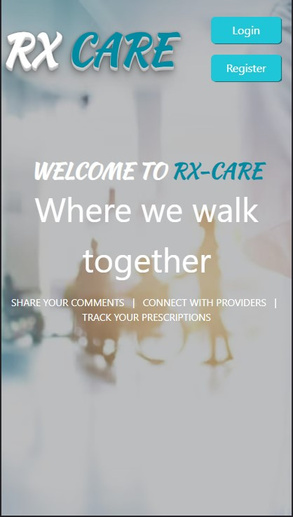 RX CARE
Login
Register
WELCOME TO RX-CARE
Where we walk
together
SHARE YOUR COMMENTS | CONNECT WITH PROVIDERS |
TRACK YOUR PRESCRIPTIONS